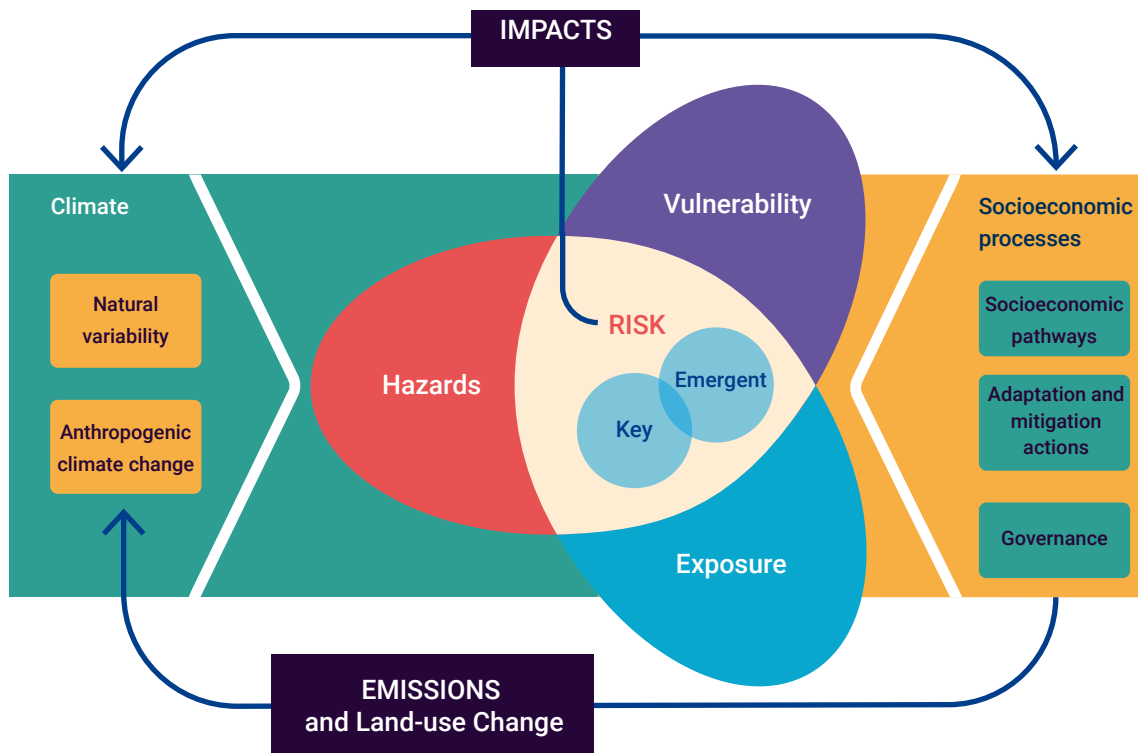 IMPACTS
Climate
Natural
variability
Anthropogenic
climate change
Hazards
Vulnerability
RISK
Emergent
Key
Exposure
Socioeconomic
processes
Socioeconomic
pathways
Adaptation and
mitigation
actions
Governance
EMISSIONS
and Land-use Change